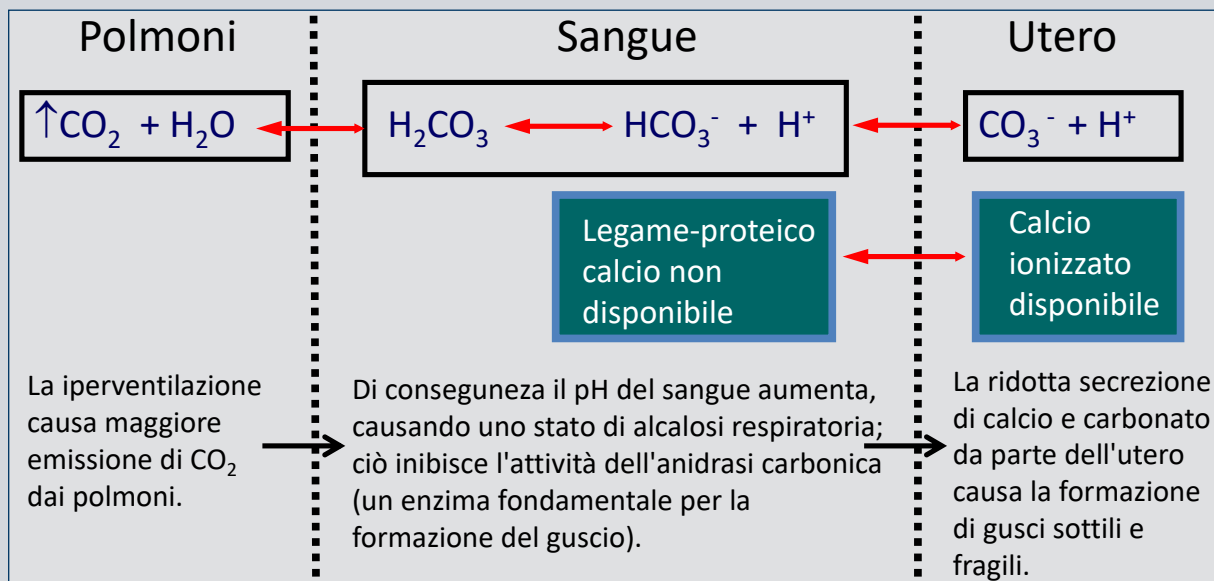 Polmoni
Sangue
Utero
↑CO₂ + H₂O
H₂CO₃
HCO₃⁻ + H⁺
CO₃⁻ + H⁺
Legame-proteico
calcio non
disponibile
Calcio
ionizzato
disponibile
La iperventilazione
causa maggiore
emissione di CO₂
dai polmoni.
Di conseguneza il pH del sangue aumenta,
causando uno stato di alcalosi respiratoria;
ciò inibisce l'attività dell'anidrasi carbonica
(un enzima fondamentale per la
formazione del guscio).
La ridotta secrezione
di calcio e carbonato
da parte dell'utero
causa la formazione
di gusci sottili e
fragili.